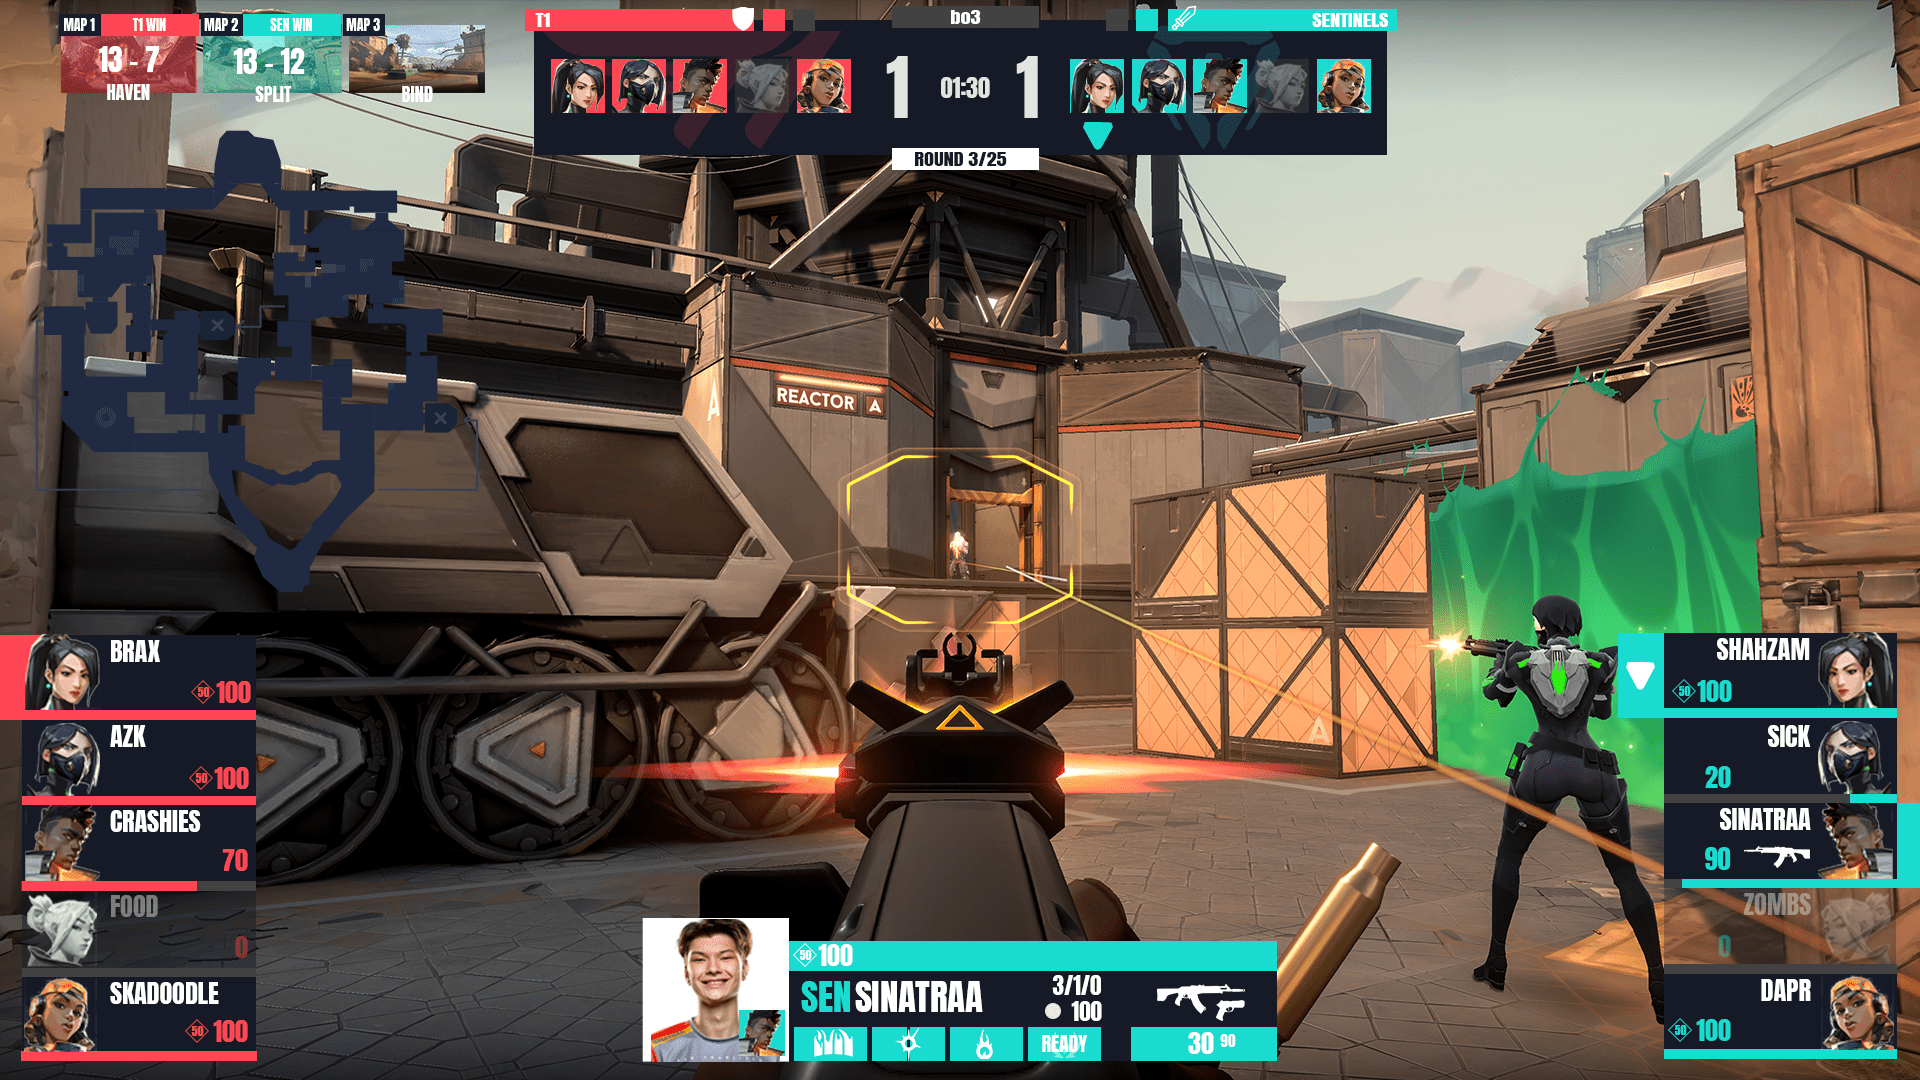 MAP 1 T1 WIN
13 - 7
HAVEN
MAP 2 SEN WIN
13 - 12
SPLIT
MAP 3
BIND
T1
bo3
SENTINELS
1 01:30 1
ROUND 3/25
A
REACTOR A
A
BRAX
50 100
AZK
50 100
CRASHIES
70
FOOD
0
SKADOODLE
50 100
SHAHZAM
50 100
SICK
20
SINATRAA
90
ZOMBS
0
DAPR
50 100
50 100
SEN SINATRAA
3/1/0
100
READY
30 90